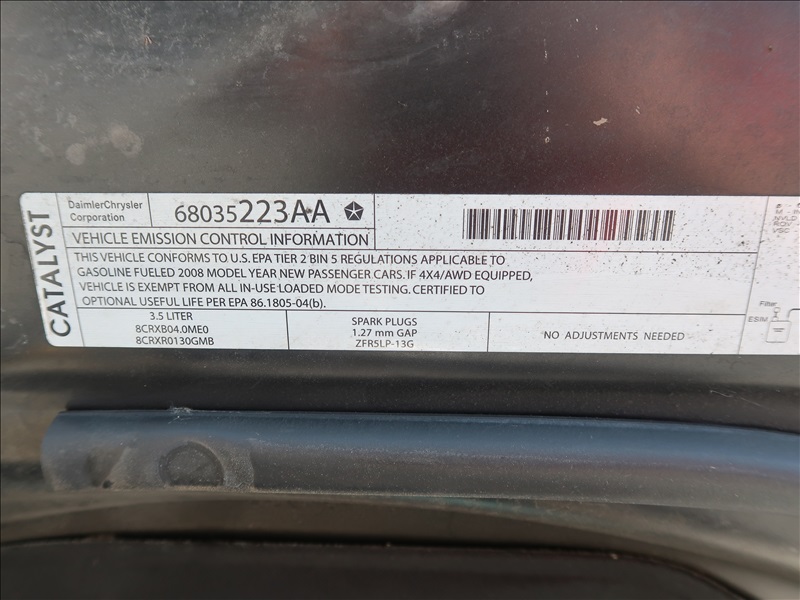 CATALYST
DaimlerChrysler
Corporation
68035223AA
VEHICLE EMISSION CONTROL INFORMATION
THIS VEHICLE CONFORMS TO U.S. EPA TIER 2 BIN 5 REGULATIONS APPLICABLE TO
GASOLINE FUELED 2008 MODEL YEAR NEW PASSENGER CARS. IF 4X4/AWD EQUIPPED,
VEHICLE IS EXEMPT FROM ALL IN-USE LOADED MODE TESTING. CERTIFIED TO
OPTIONAL USEFUL LIFE PER EPA 86.1805-04(b).
3.5 LITER
8CRXB04.0ME0
8CRXR0130GMB
SPARK PLUGS
1.27 mm GAP
ZFR5LP-13G
NO ADJUSTMENTS NEEDED
Filter
ESIM